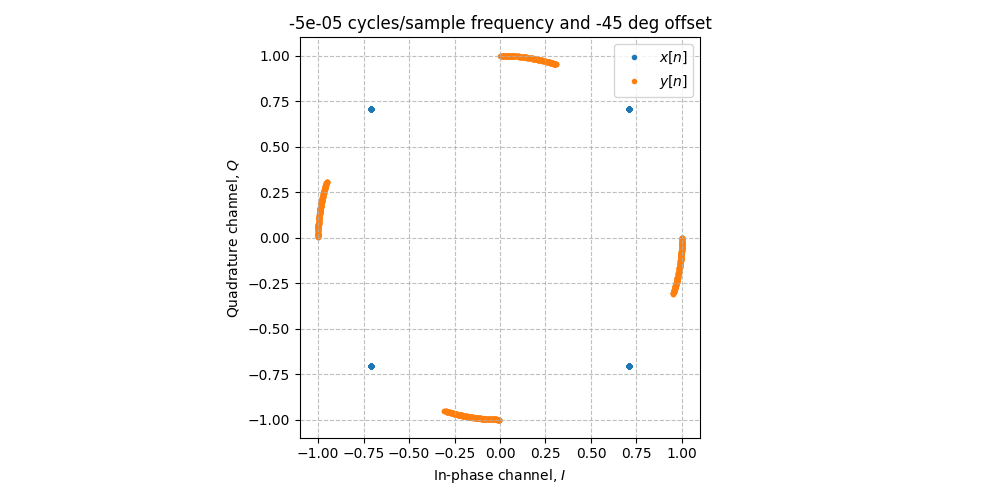 -5e-05 cycles/sample frequency and -45 deg offset
x[n]
y[n]
1.00
0.75
0.50
0.25
0.00
−0.25
−0.50
−0.75
−1.00
Quadrature channel, Q
−1.00 −0.75 −0.50 −0.25 0.00 0.25 0.50 0.75 1.00
In-phase channel, I